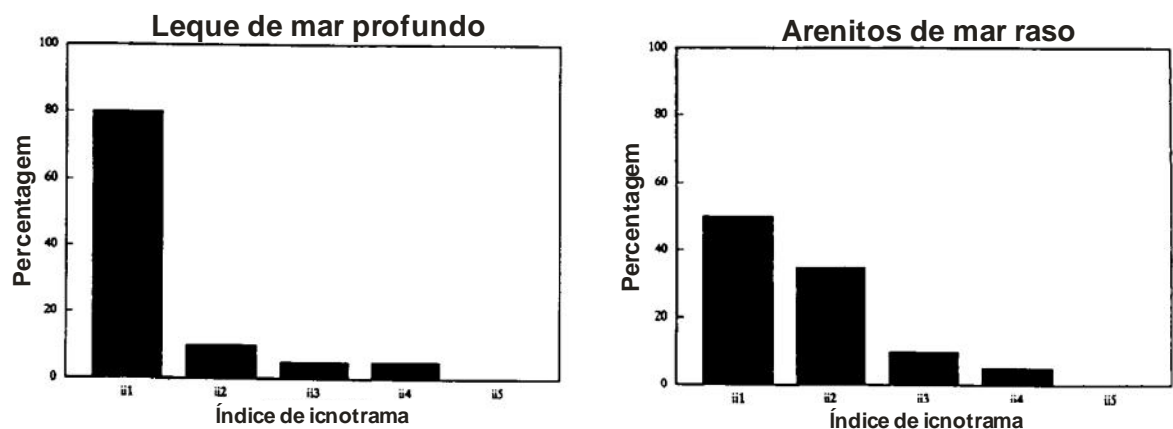 Leque de mar profundo
100
80
60
40
20
0
Percentagem
ii1 ii2 ii3 ii4 ii5
Índice de icnotrama
Arenitos de mar raso
100
80
60
40
20
0
Percentagem
ii1 ii2 ii3 ii4 ii5
Índice de icnotrama